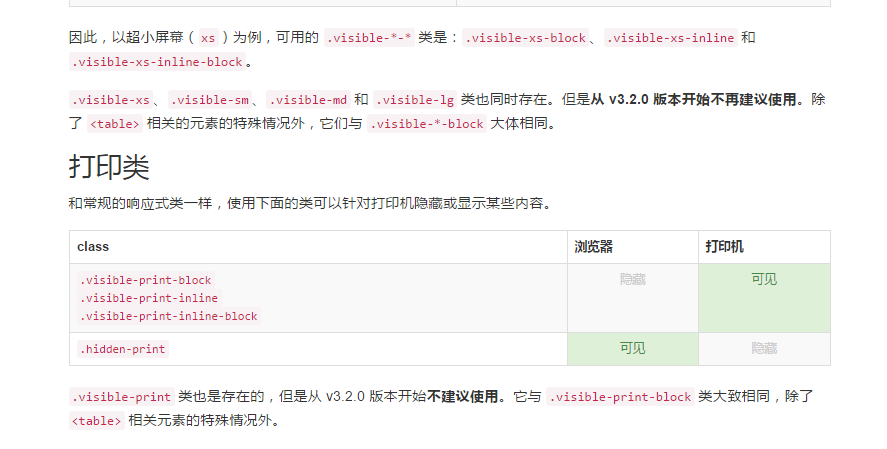 因此，以超小屏幕（ xs ）为例，可用的 .visible-*-* 类是：.visible-xs-block、.visible-xs-inline 和
.visible-xs-inline-block。
.visible-xs、.visible-sm、.visible-md 和 .visible-lg 类也同时存在。但是从 v3.2.0 版本开始不再建议使用。除
了 <table> 相关的元素的特殊情况外，它们与 .visible-*-block 大体相同。
打印类
和常规的响应式类一样，使用下面的类可以针对打印机隐藏或显示某些内容。
class 浏览器 打印机
.visible-print-block 隐藏 可见
.visible-print-inline
.visible-print-inline-block
.hidden-print 可见 隐藏
.visible-print 类也是存在的，但是从 v3.2.0 版本开始不建议使用。它与 .visible-print-block 类大致相同，除了
<table> 相关元素的特殊情况外。